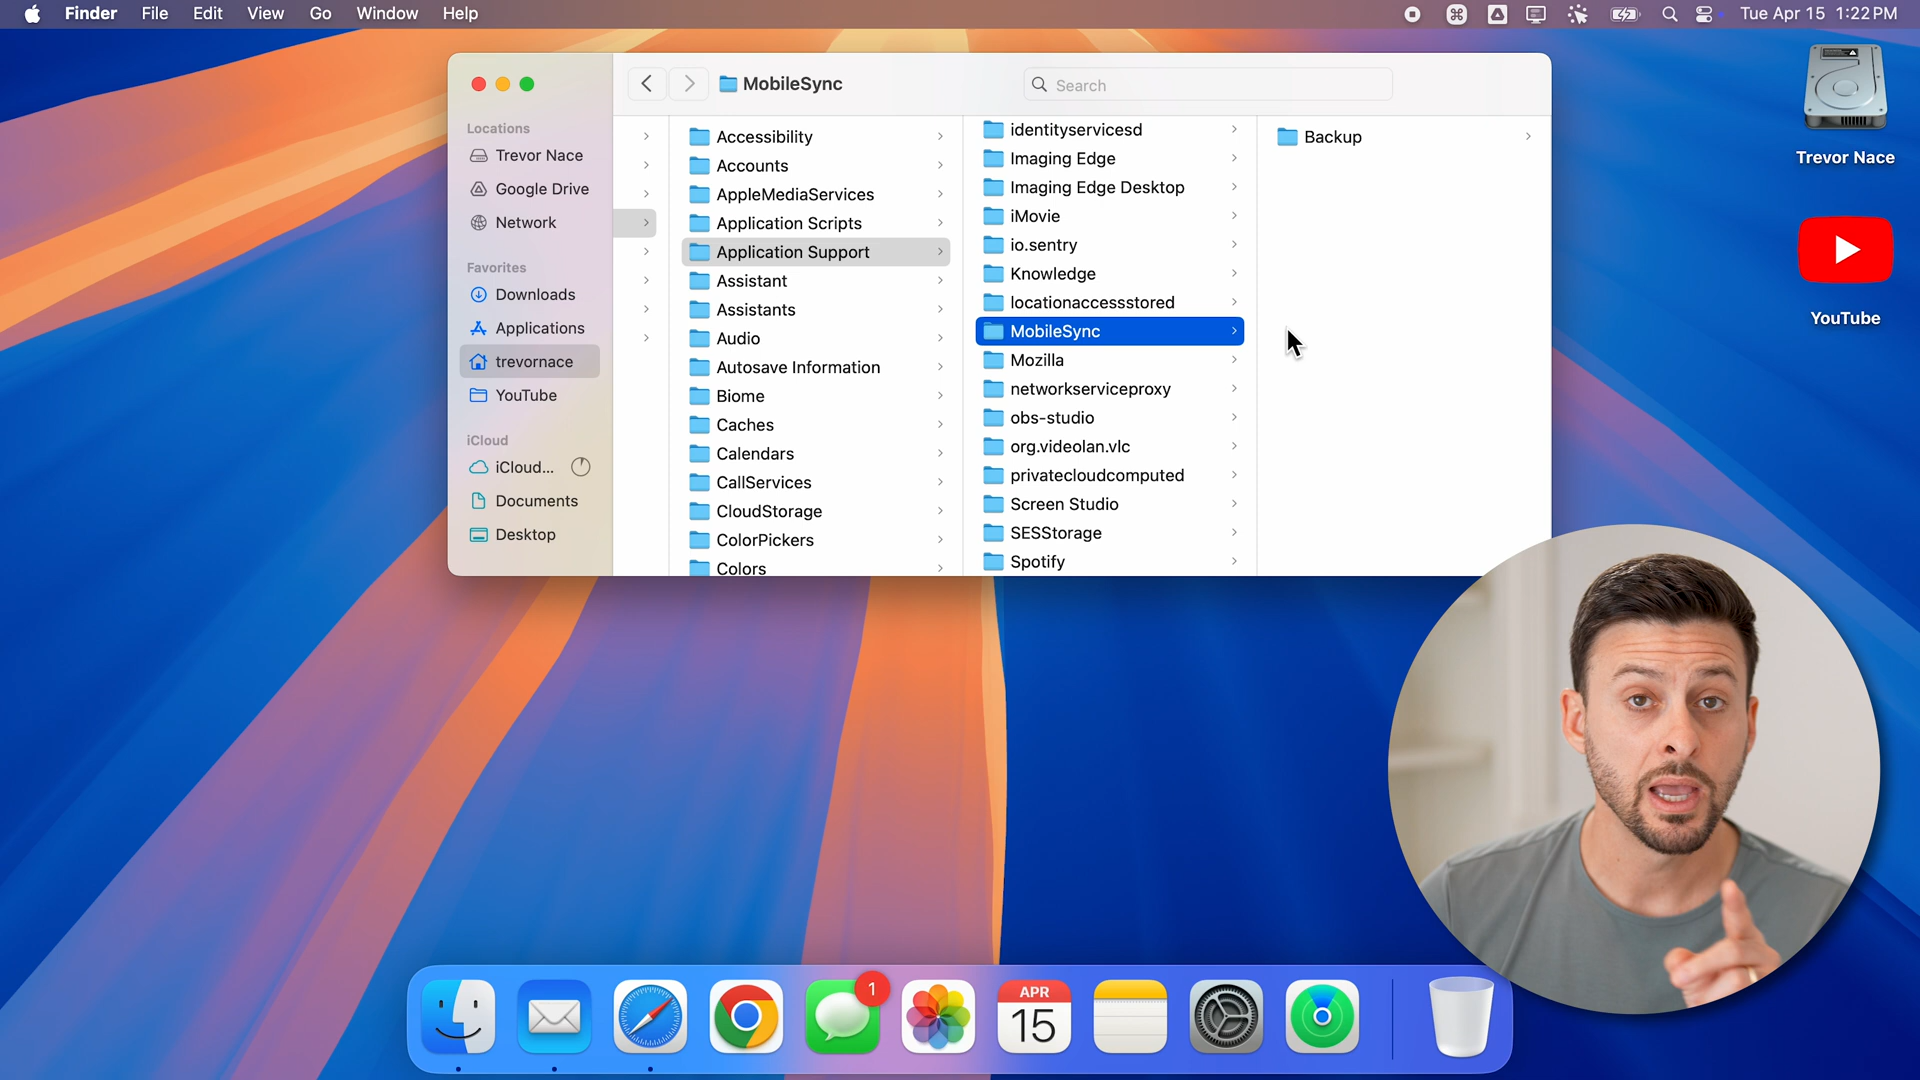 Finder File Edit View Go Window Help
Tue Apr 15 1:22 PM
MobileSync
Search
Locations
Trevor Nace
Google Drive
Network
Favorites
Downloads
Applications
trevornace
YouTube
iCloud
iCloud...
Documents
Desktop
Accessibility
Accounts
AppleMediaServices
Application Scripts
Application Support
Assistant
Assistants
Audio
Autosave Information
Biome
Caches
Calendars
CallServices
CloudStorage
ColorPickers
Colors
identityservicesd
Imaging Edge
Imaging Edge Desktop
iMovie
io.sentry
Knowledge
locationaccessstored
MobileSync
Mozilla
networkserviceproxy
obs-studio
org.videolan.vlc
privatecloudcomputed
Screen Studio
SESStorage
Spotify
Backup
Trevor Nace
YouTube
1
APR
15